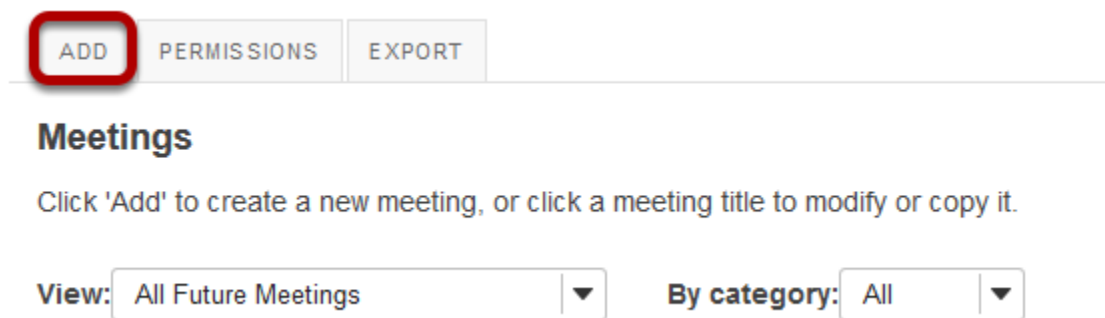 ADD PERMISSIONS EXPORT
Meetings
Click 'Add' to create a new meeting, or click a meeting title to modify or copy it.
View: All Future Meetings By category: All